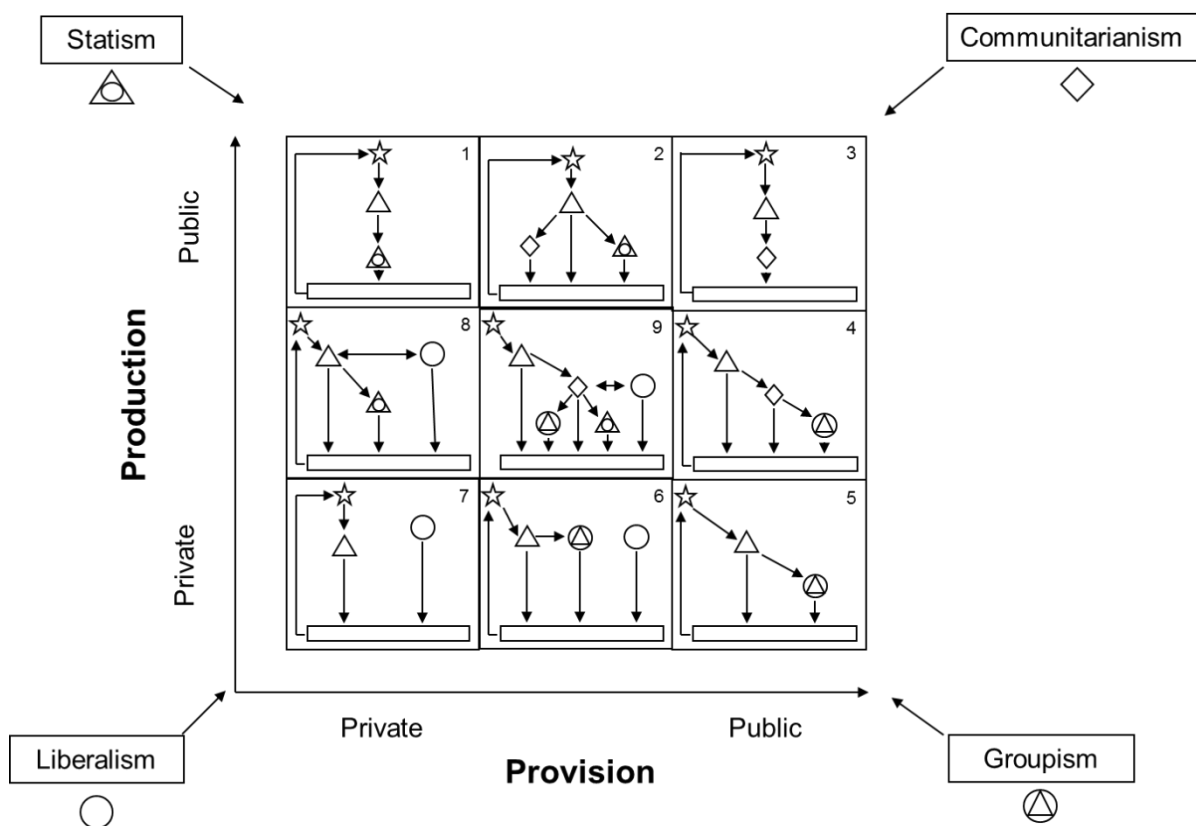 Statism
Communitarianism
Public
1
2
3
Production
8
9
4
Private
7
6
5
Private
Public
Liberalism
Provision
Groupism